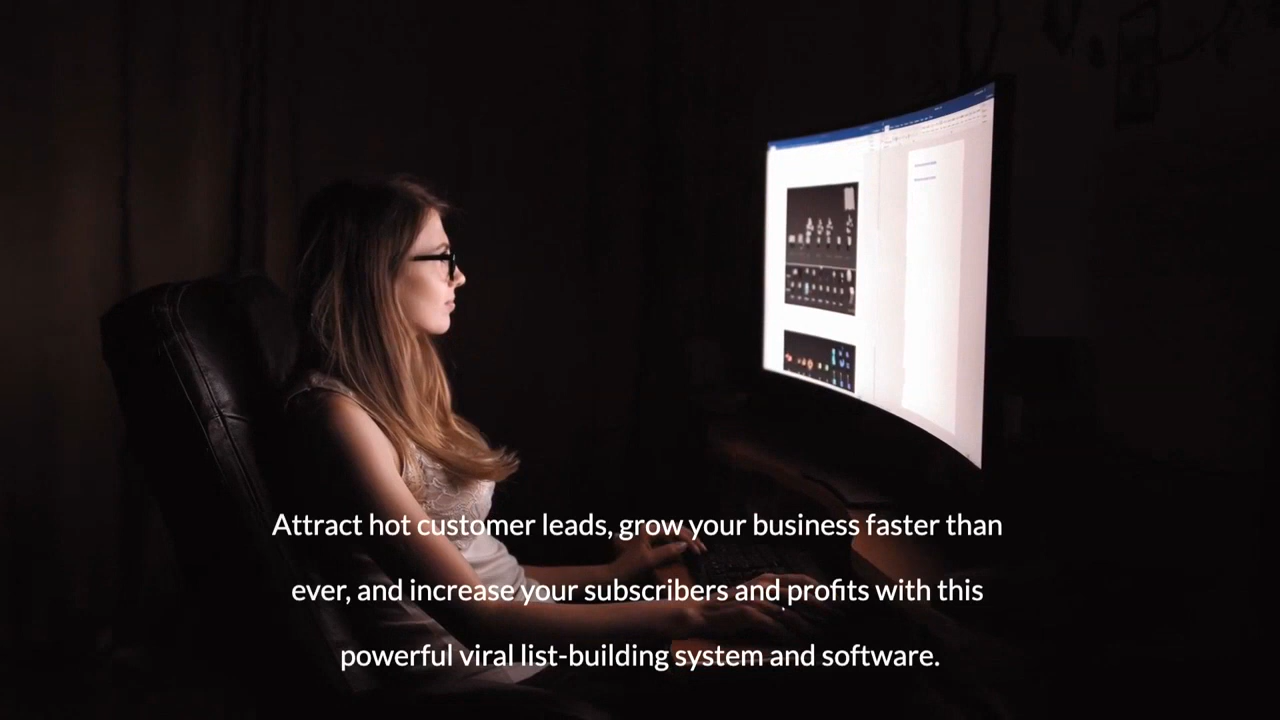 Attract hot customer leads, grow your business faster than
ever, and increase your subscribers and profits with this
powerful viral list-building system and software.